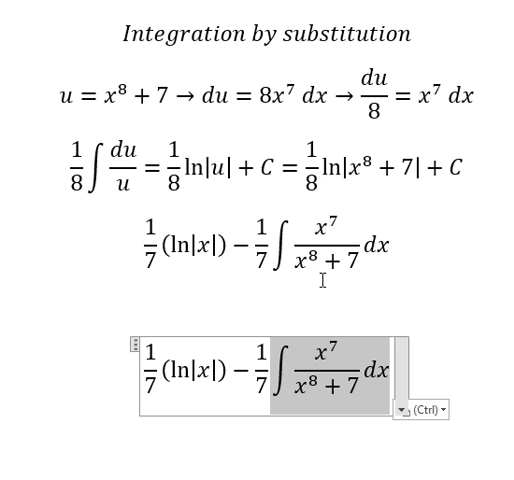 Integration by substitution
u = x⁸ + 7 → du = 8x⁷ dx → du/8 = x⁷ dx
1/8 ∫ du/u = 1/8 ln|u| + C = 1/8 ln|x⁸ + 7| + C
1/7 (ln|x|) − 1/7 ∫ x⁷/(x⁸ + 7) dx
1/7 (ln|x|) − 1/7 ∫ x⁷/(x⁸ + 7) dx
(Ctrl)